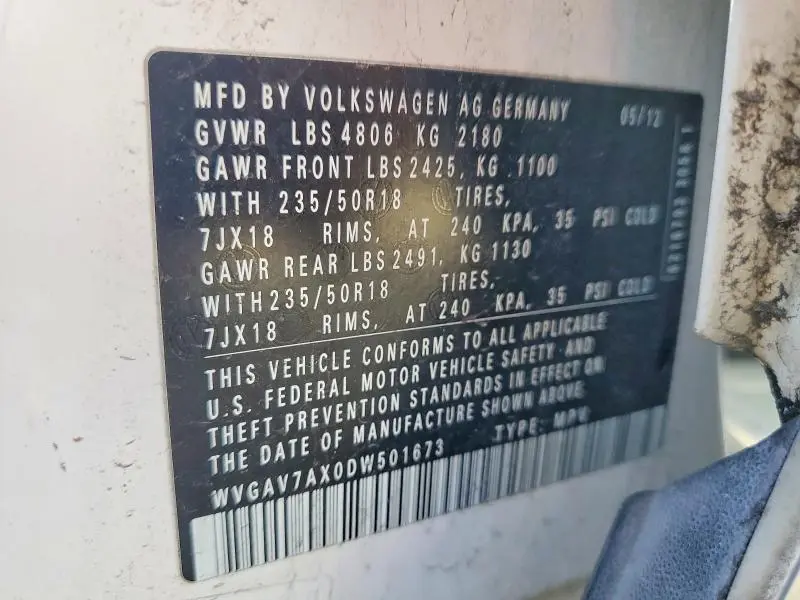 MFD BY VOLKSWAGEN AG GERMANY 05/12
GVWR LBS 4806 KG 2180
GAWR FRONT LBS 2425, KG 1100
WITH 235/50R18 TIRES,
7JX18 RIMS, AT 240 KPA, 35 PSI COLD
GAWR REAR LBS 2491, KG 1130
WITH 235/50R18 TIRES,
7JX18 RIMS, AT 240 KPA, 35 PSI COLD
THIS VEHICLE CONFORMS TO ALL APPLICABLE
U.S. FEDERAL MOTOR VEHICLE SAFETY AND
THEFT PREVENTION STANDARDS IN EFFECT ON
THE DATE OF MANUFACTURE SHOWN ABOVE.
WVGAV7AX0DW501673 TYPE: MPV